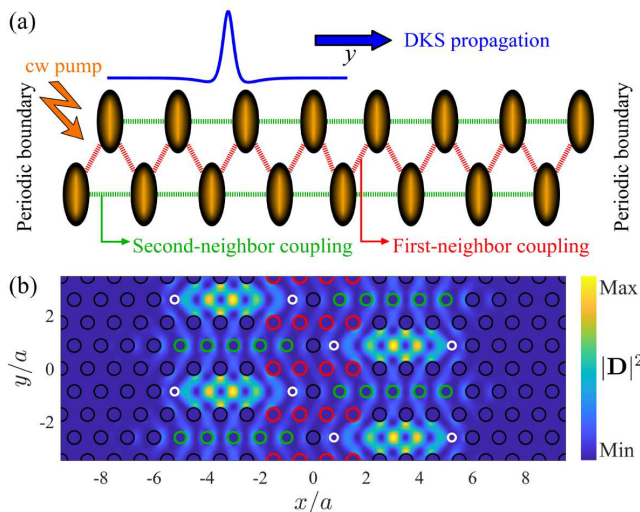 (a)
DKS propagation
y
cw pump
Periodic boundary
Periodic boundary
Second-neighbor coupling
First-neighbor coupling
(b)
Max
2
0
-2
y/a
|D|²
Min
-8 -6 -4 -2 0 2 4 6 8
x/a